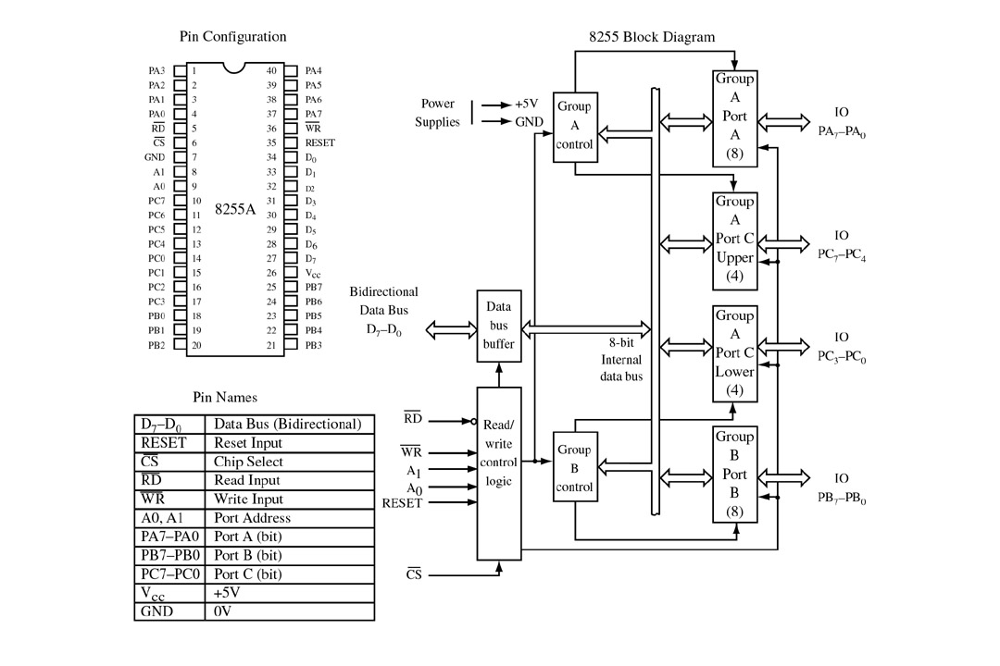 Pin Configuration
PA3 1 40 PA4
PA2 2 39 PA5
PA1 3 38 PA6
PA0 4 37 PA7
R̅D̅ 5 36 W̅R̅
C̅S̅ 6 35 RESET
GND 7 34 D₀
A1 8 33 D₁
A0 9 32 D2
PC7 10 31 D₃
PC6 11 30 D₄
PC5 12 29 D₅
PC4 13 28 D₆
PC0 14 27 D₇
PC1 15 26 Vcc
PC2 16 25 PB7
PC3 17 24 PB6
PB0 18 23 PB5
PB1 19 22 PB4
PB2 20 21 PB3
8255A
Pin Names
D₇–D₀ Data Bus (Bidirectional)
RESET Reset Input
C̅S̅ Chip Select
R̅D̅ Read Input
W̅R̅ Write Input
A0, A1 Port Address
PA7–PA0 Port A (bit)
PB7–PB0 Port B (bit)
PC7–PC0 Port C (bit)
Vcc +5V
GND 0V
8255 Block Diagram
Power
Supplies
+5V
GND
Group
A
control
Group
A
Port
A
(8)
IO
PA₇–PA₀
Group
A
Port C
Upper
(4)
IO
PC₇–PC₄
Bidirectional
Data Bus
D₇–D₀
Data
bus
buffer
8-bit
Internal
data bus
Group
A
Port C
Lower
(4)
IO
PC₃–PC₀
R̅D̅
W̅R̅
A₁
A₀
RESET
C̅S̅
Read/
write
control
logic
Group
B
control
Group
B
Port
B
(8)
IO
PB₇–PB₀